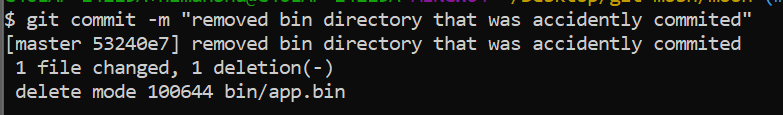 $ git commit -m "removed bin directory that was accidently commited"
[master 53240e7] removed bin directory that was accidently commited
1 file changed, 1 deletion(-)
delete mode 100644 bin/app.bin